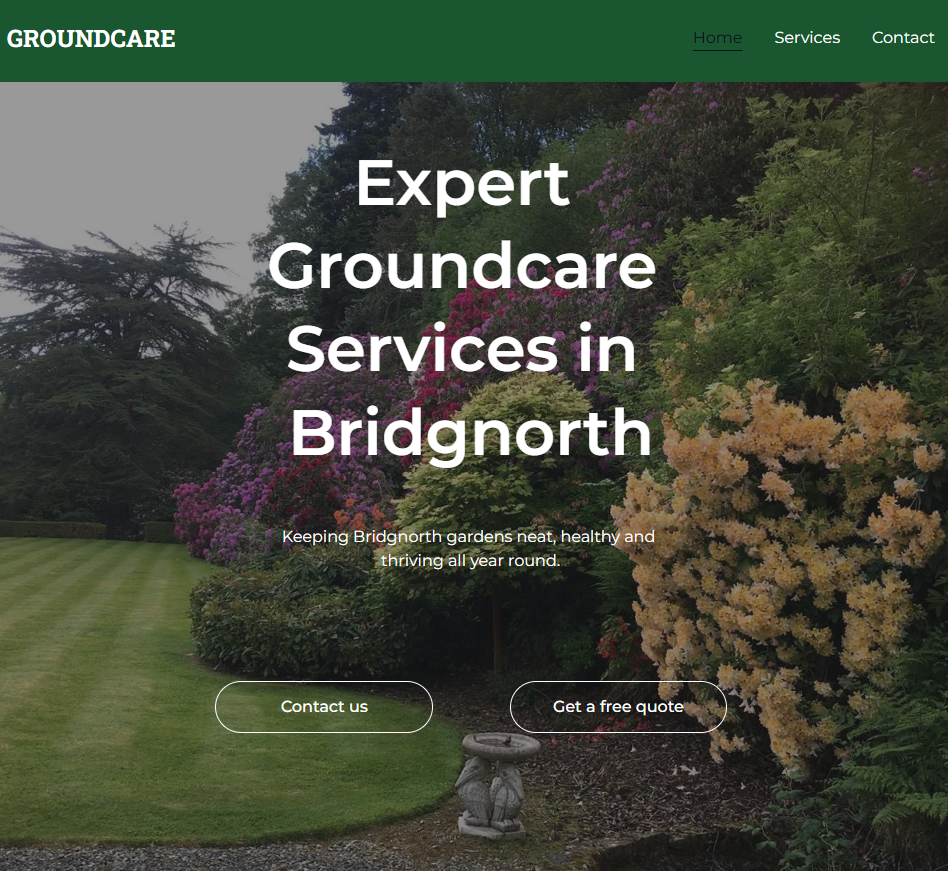 GROUNDCARE
Home Services Contact
Expert
Groundcare
Services in
Bridgnorth
Keeping Bridgnorth gardens neat, healthy and
thriving all year round.
Contact us Get a free quote